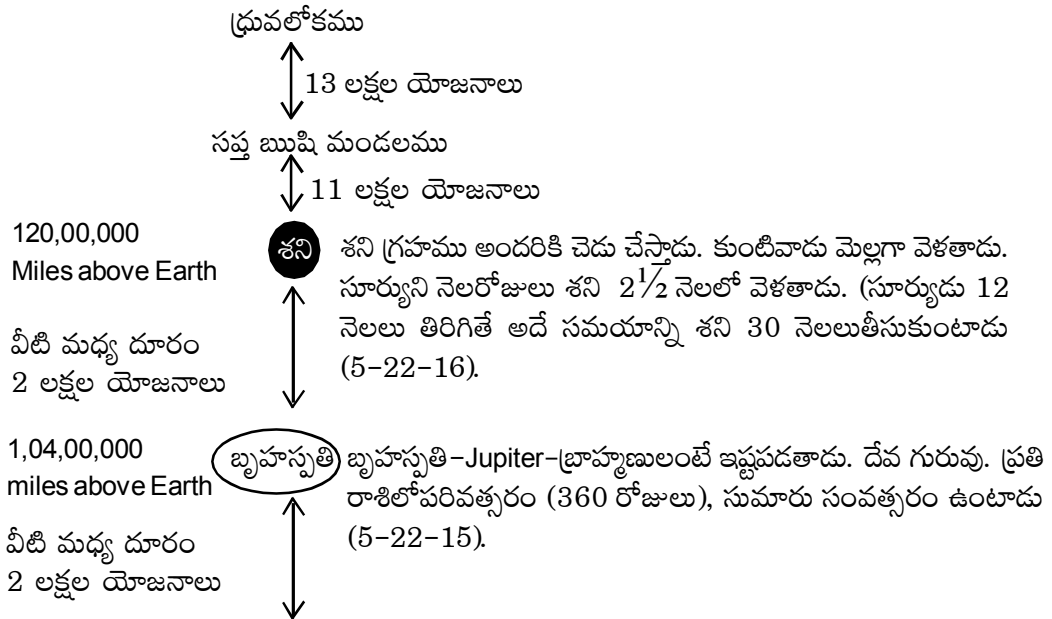 ధ్రువలోకము
13 లక్షల యోజనాలు
సప్త ఋషి మండలము
11 లక్షల యోజనాలు
120,00,000
Miles above Earth
శని
శని గ్రహము అందరికి చెడు చేస్తాడు. కుంటివాడు మెల్లగా వెళతాడు.
సూర్యుని నెలరోజులు శని 2½ నెలలో వెళతాడు. (సూర్యుడు 12
నెలలు తిరిగితే అదే సమయాన్ని శని 30 నెలలుతీసుకుంటాడు
(5-22-16).
వీటి మధ్య దూరం
2 లక్షల యోజనాలు
1,04,00,000
miles above Earth
బృహస్పతి
బృహస్పతి-Jupiter-బ్రాహ్మణులంటే ఇష్టపడతాడు. దేవ గురువు. ప్రతి
రాశిలోపరివత్సరం (360 రోజులు), సుమారు సంవత్సరం ఉంటాడు
(5-22-15).
వీటి మధ్య దూరం
2 లక్షల యోజనాలు